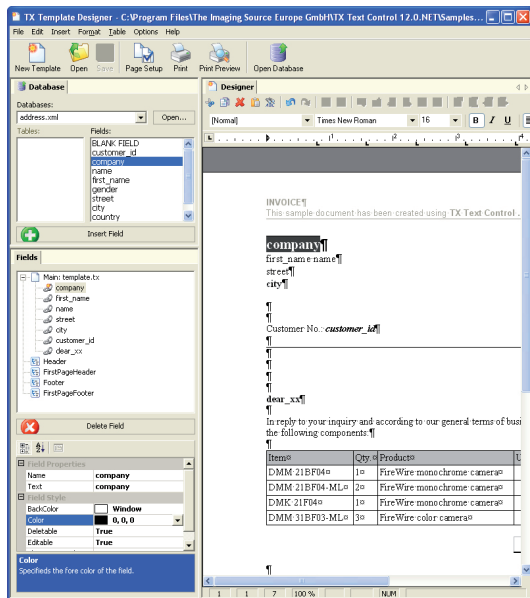 TX Template Designer - C:\Program Files\The Imaging Source Europe GmbH\TX Text Control 12.0.NET\Samples...
File Edit Insert Format Table Options Help
New Template Open Save Page Setup Print Print Preview Open Database
Database
Databases:
address.xml Open...
Tables: Fields:
BLANK FIELD
customer_id
company
name
first_name
gender
street
city
country
Insert Field
Fields
Main: template.tx
company
first_name
name
street
city
customer_id
dear_xx
Header
FirstPageHeader
Footer
FirstPageFooter
Delete Field
Field Properties
Name company
Text company
Field Style
BackColor Window
Color 0, 0, 0
Deletable True
Editable True
Color
Specifieds the fore color of the field.
Designer
[Normal] Times New Roman 16 B I U
1 2 3 4
INVOICE¶
This sample document has been created using TX Text Control .
company¶
first_name·name¶
street¶
city¶
¶
¶
Customer No.: customer_id¶
¶
¶
¶
¶
¶
dear_xx¶
¶
In reply to your inquiry and according to our general terms of busi
the following components:¶
¶
Item¤ Qty.¤ Product¤ U
DMM·21BF04¤ 1¤ FireWire·monochrome·camera¤
DMM·21BF04-ML¤ 2¤ FireWire·monochrome·camera¤
DMK·21F04¤ 1¤ FireWire·monochrome·camera¤
DMM·31BF03-ML¤ 3¤ FireWire·color·camera¤
¶
1 1 7 100 % NUM